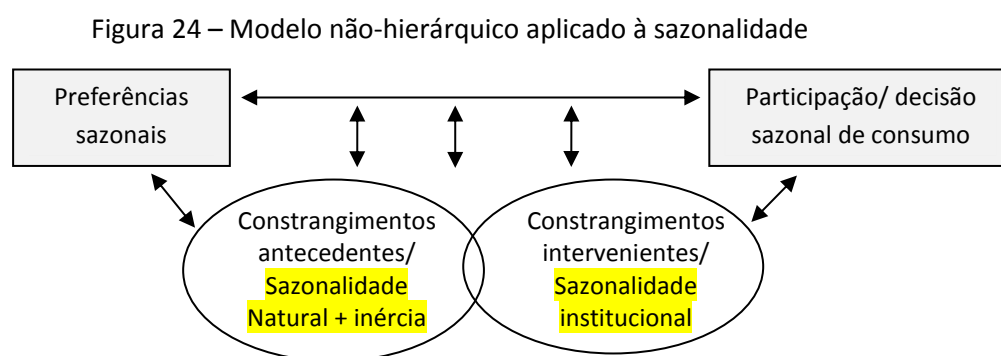 Figura 24 – Modelo não-hierárquico aplicado à sazonalidade
Preferências
sazonais
Participação/ decisão
sazonal de consumo
Constrangimentos
antecedentes/
Sazonalidade
Natural + inércia
Constrangimentos
intervenientes/
Sazonalidade
institucional